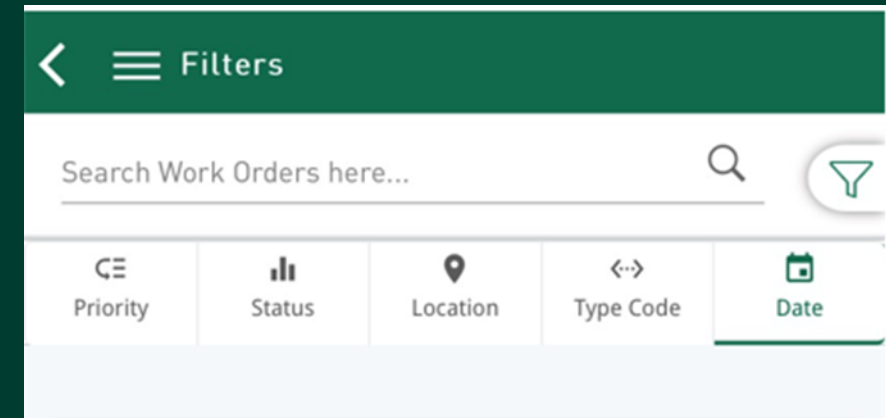 Filters
Search Work Orders here...
Priority Status Location Type Code Date